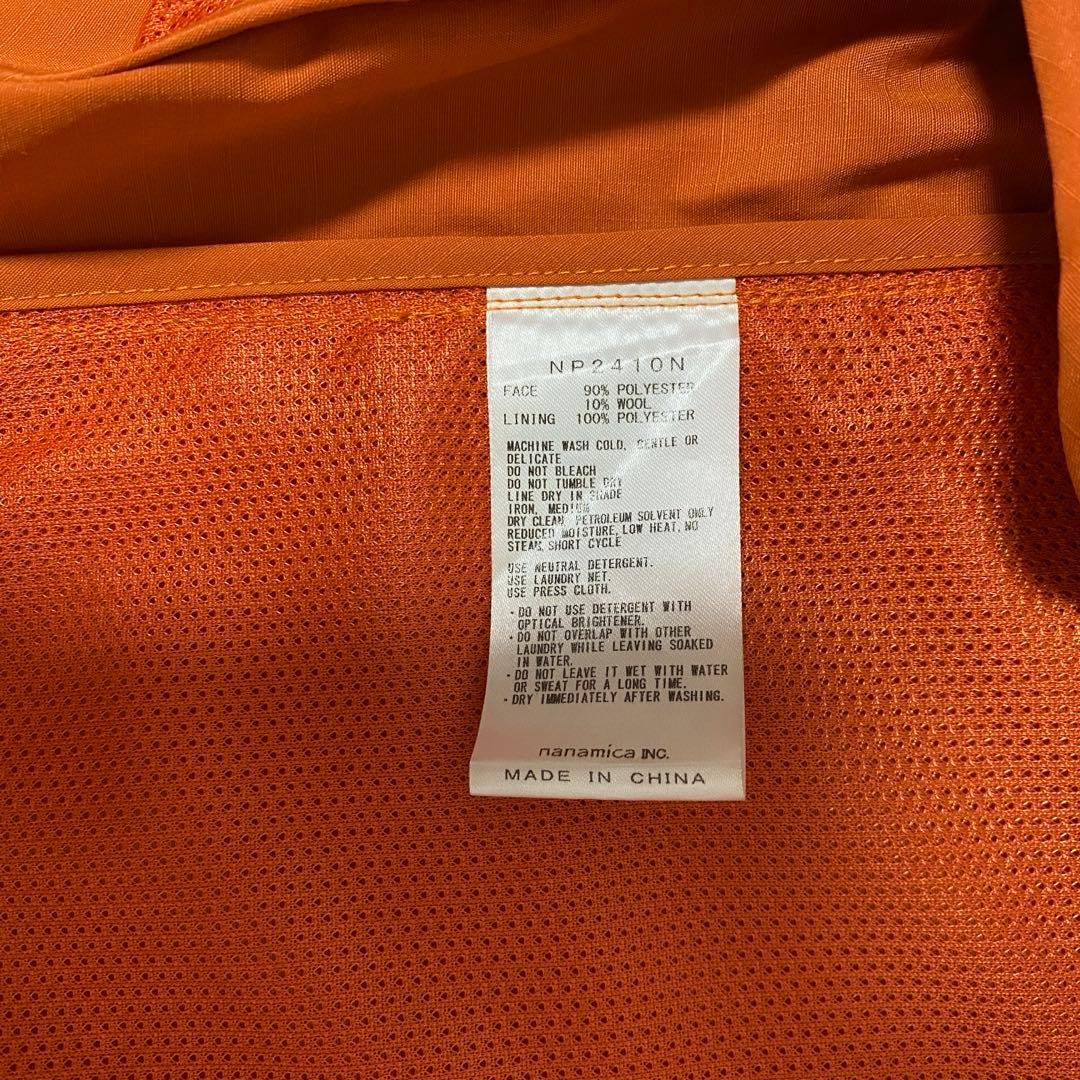 NP2410N
FACE 90% POLYESTER
10% WOOL
LINING 100% POLYESTER
MACHINE WASH COLD, GENTLE OR
DELICATE
DO NOT BLEACH
DO NOT TUMBLE DRY
LINE DRY IN SHADE
IRON, MEDIUM
DRY CLEAN, PETROLEUM SOLVENT ONLY
REDUCED MOISTURE, LOW HEAT, NO
STEAM, SHORT CYCLE
USE NEUTRAL DETERGENT.
USE LAUNDRY NET.
USE PRESS CLOTH.
・DO NOT USE DETERGENT WITH
OPTICAL BRIGHTENER.
・DO NOT OVERLAP WITH OTHER
LAUNDRY WHILE LEAVING SOAKED
IN WATER.
・DO NOT LEAVE IT WET WITH WATER
OR SWEAT FOR A LONG TIME.
・DRY IMMEDIATELY AFTER WASHING.
nanamica INC.
MADE IN CHINA